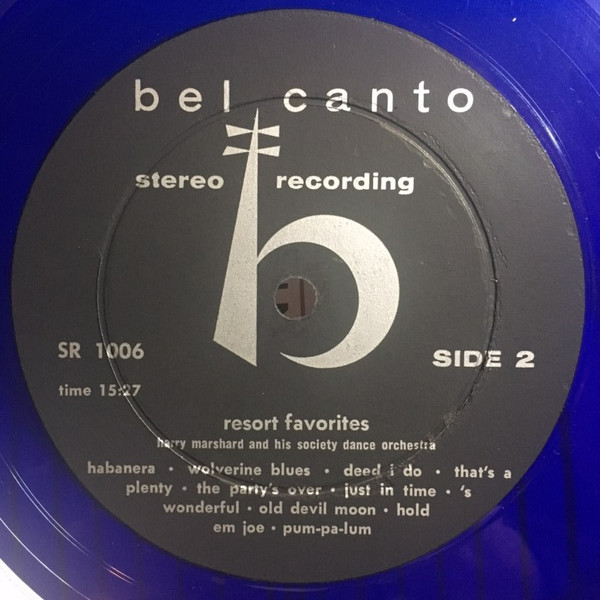 bel canto
stereo recording
SR 1006
SIDE 2
time 15:27
resort favorites
harry marshard and his society dance orchestra
habanera • wolverine blues • deed i do • that's a
plenty • the party's over • just in time • 's
wonderful • old devil moon • hold
em joe • pum-pa-lum